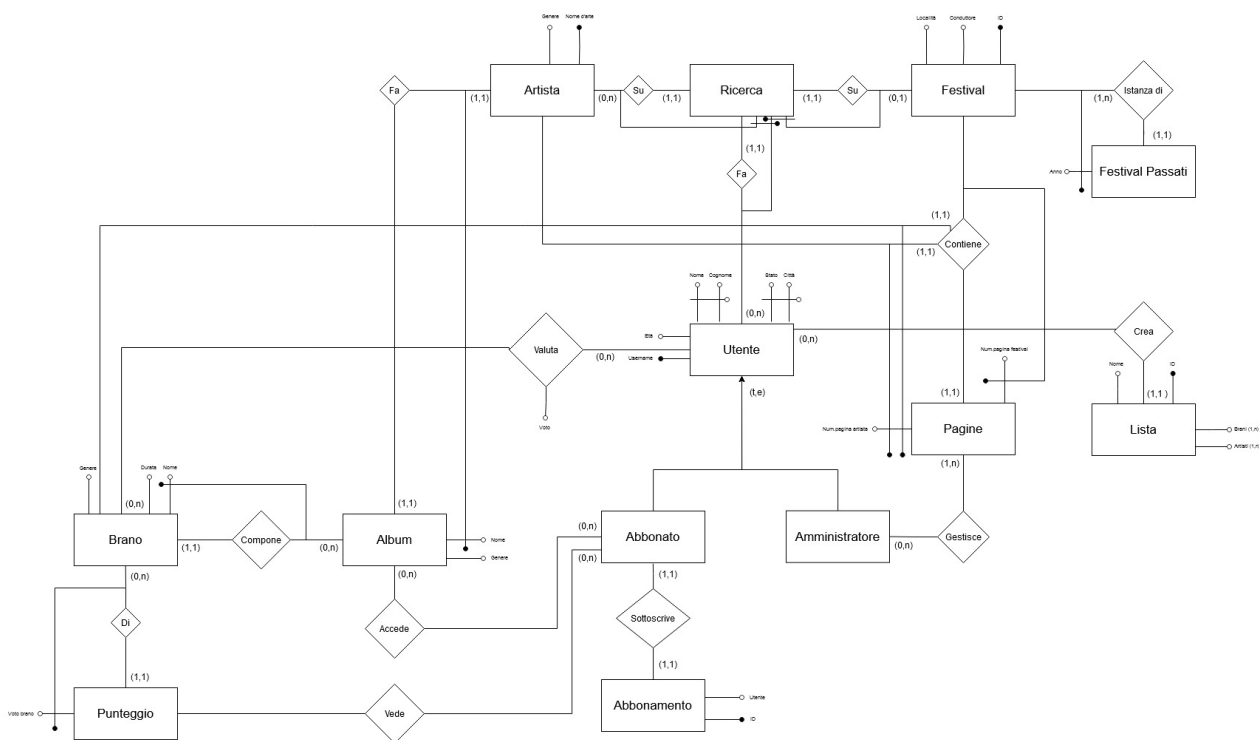 Genere
Nome d'arte
Località
Conduttore
ID
Fa
(1,1)
Artista
(0,n)
Su
(1,1)
Ricerca
(1,1)
Su
(0,1)
Festival
(1,n)
Istanza di
(1,1)
(1,1)
Fa
Anno
Festival Passati
(1,1)
(1,1)
Contiene
Nome
Cognome
Stato
Città
(0,n)
Valuta
(0,n)
Età
Username
Utente
(0,n)
Crea
Num.pagina festival
Nome
ID
(t,e)
(1,1)
(1,1 )
Voto
Num.pagina artista
Pagine
Lista
Brani (1,n)
Artisti (1,n)
(1,n)
Genere
Durata
Nome
(0,n)
(1,1)
(0,n)
Brano
(1,1)
Compone
(0,n)
Album
Nome
Genere
Abbonato
Amministratore
(0,n)
Gestisce
(0,n)
(0,n)
(0,n)
(1,1)
Di
Accede
Sottoscrive
(1,1)
(1,1)
Voto brano
Punteggio
Vede
Abbonamento
Utente
ID